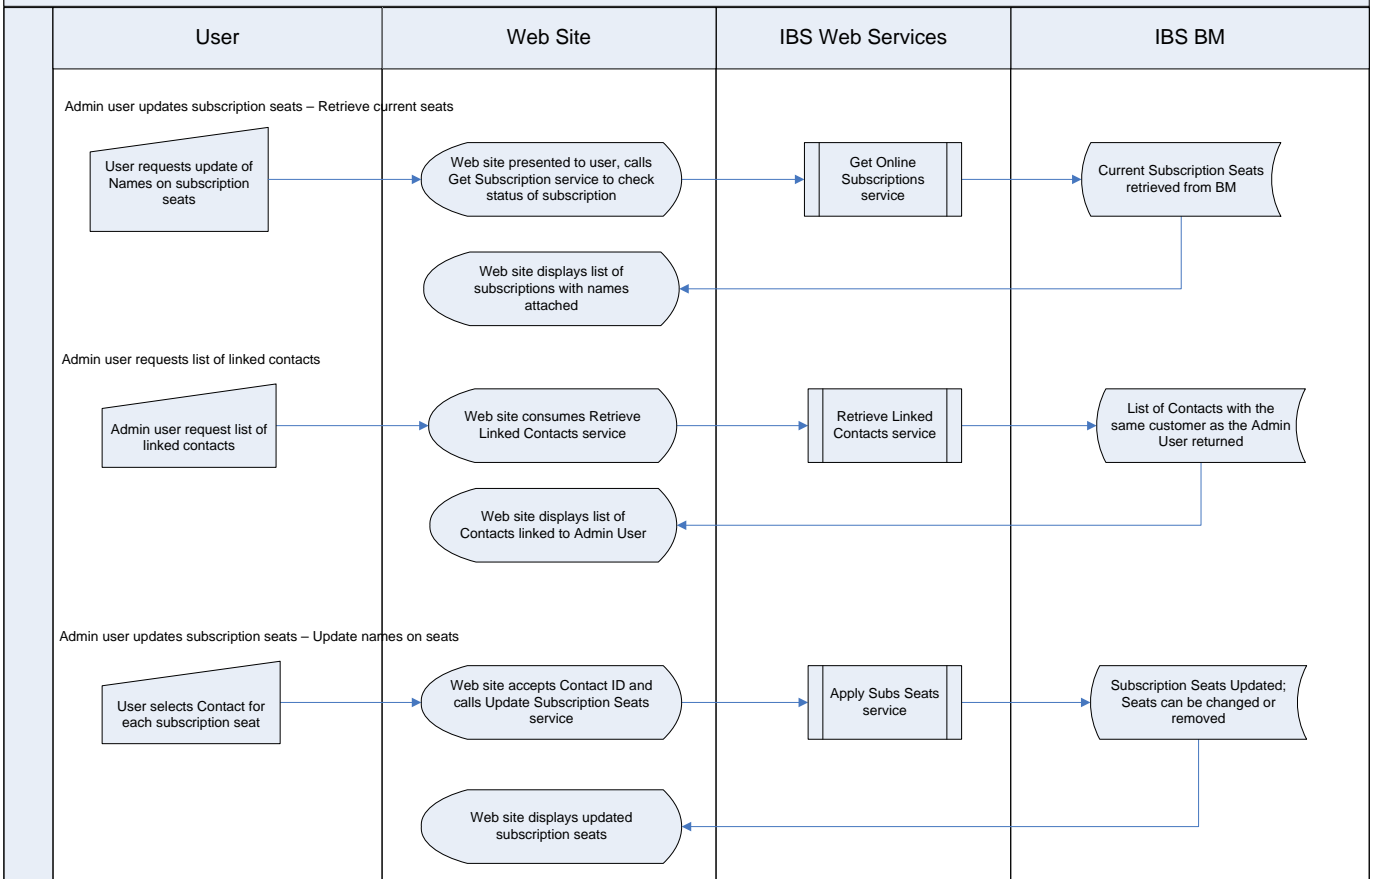 User
Web Site
IBS Web Services
IBS BM
Admin user updates subscription seats – Retrieve current seats
User requests update of
Names on subscription
seats
Web site presented to user, calls
Get Subscription service to check
status of subscription
Get Online
Subscriptions
service
Current Subscription Seats
retrieved from BM
Web site displays list of
subscriptions with names
attached
Admin user requests list of linked contacts
Admin user request list of
linked contacts
Web site consumes Retrieve
Linked Contacts service
Retrieve Linked
Contacts service
List of Contacts with the
same customer as the Admin
User returned
Web site displays list of
Contacts linked to Admin User
Admin user updates subscription seats – Update names on seats
User selects Contact for
each subscription seat
Web site accepts Contact ID and
calls Update Subscription Seats
service
Apply Subs Seats
service
Subscription Seats Updated;
Seats can be changed or
removed
Web site displays updated
subscription seats